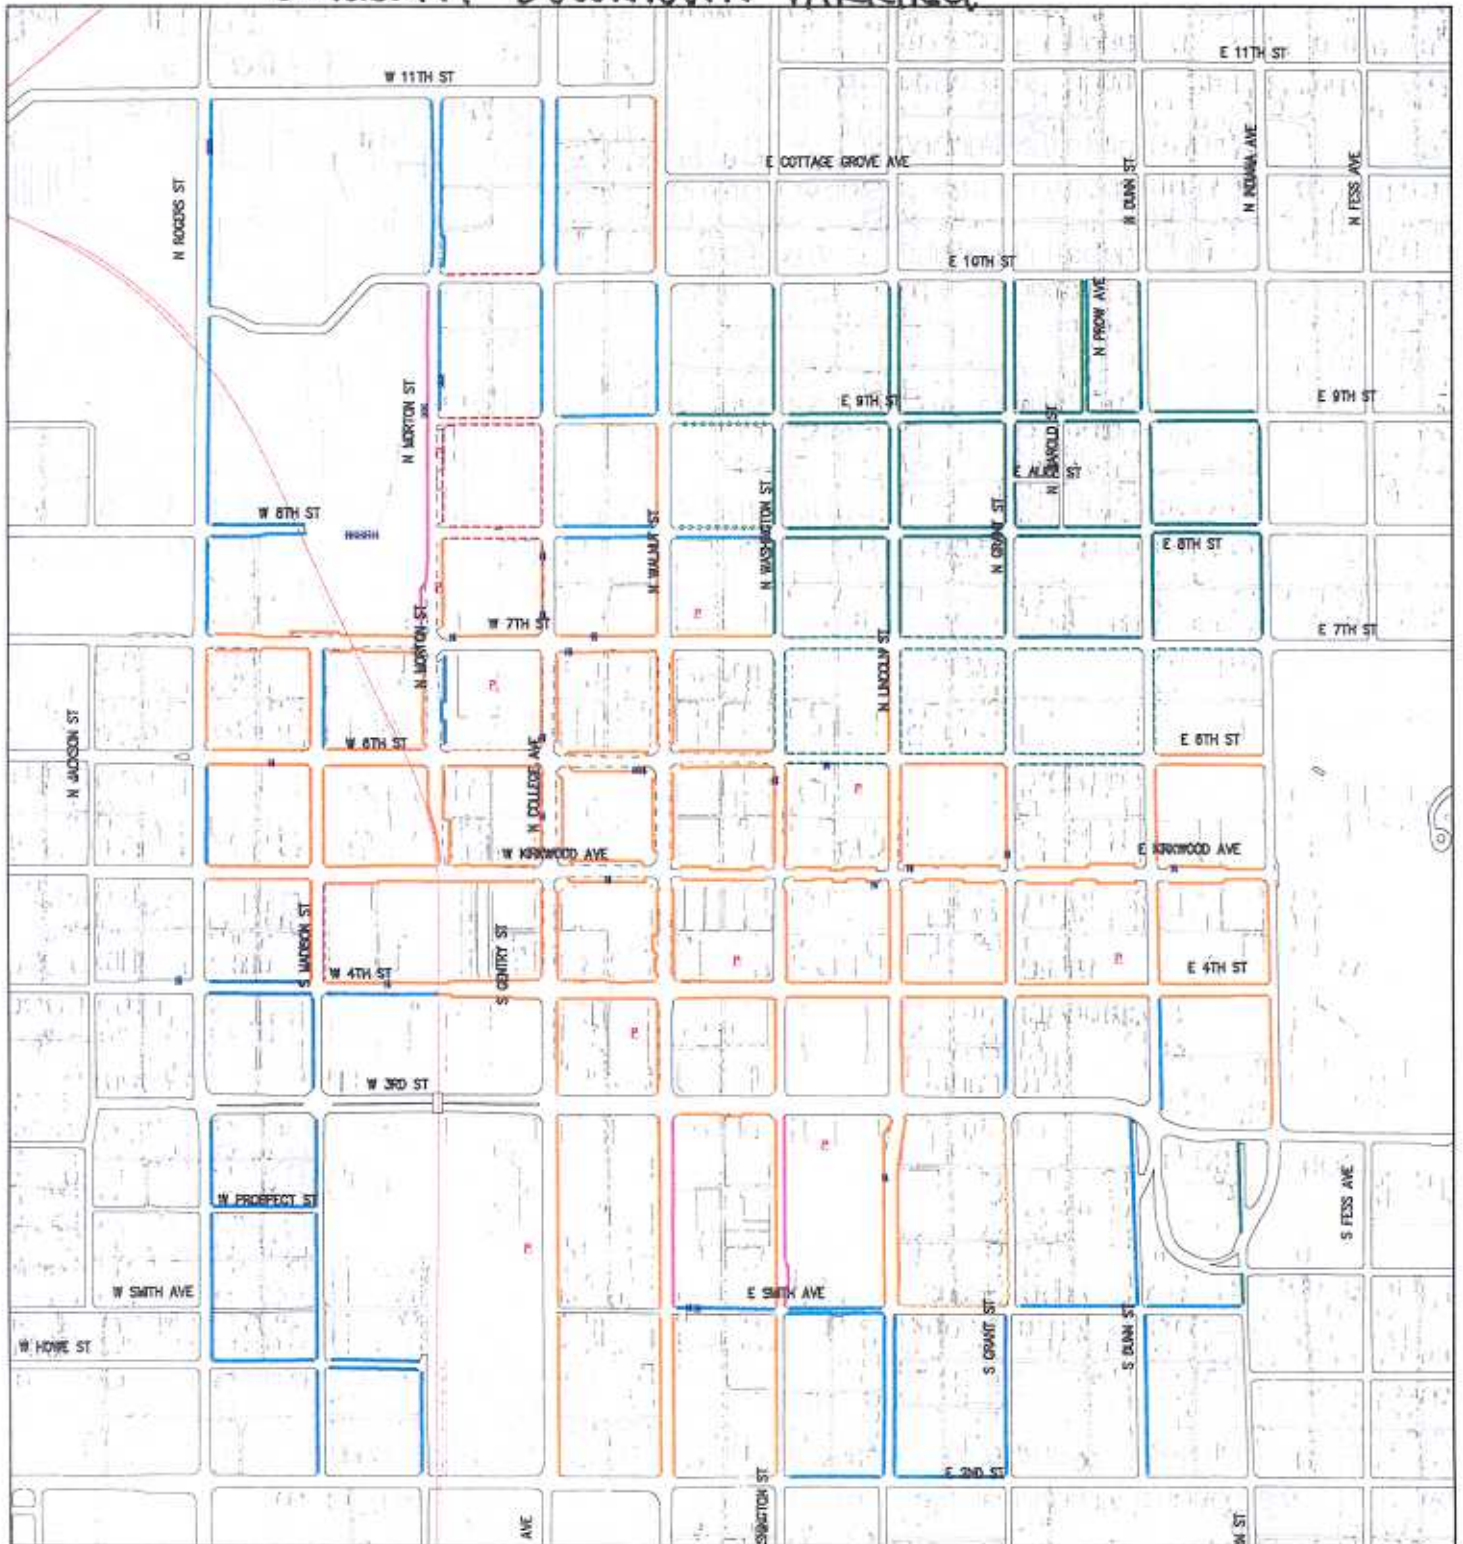 E 11TH ST
W 11TH ST
E COTTAGE GROVE AVE
N INDIANA AVE
N FESS AVE
N DUNN ST
N ROGERS ST
E 10TH ST
N PROW AVE
E 9TH ST
E 9TH ST
N MORTON ST
N HAROLD ST
ST
W 8TH ST
N WALNUT ST
N WASHINGTON ST
N GRANT ST
E 8TH ST
W 7TH ST
E 7TH ST
P
N MORTON ST
N LINCOLN ST
P
N JACKSON ST
W 6TH ST
E 6TH ST
N COLLEGE AVE
P
W KIRKWOOD AVE
E KIRKWOOD AVE
S MADISON ST
S GENTRY ST
W 4TH ST
P
P
E 4TH ST
P
W 3RD ST
P
W PROSPECT ST
S FESS AVE
P
W SMITH AVE
E SMITH AVE
S GRANT ST
S DUNN ST
W HOWE ST
E 2ND ST
AVE
ST